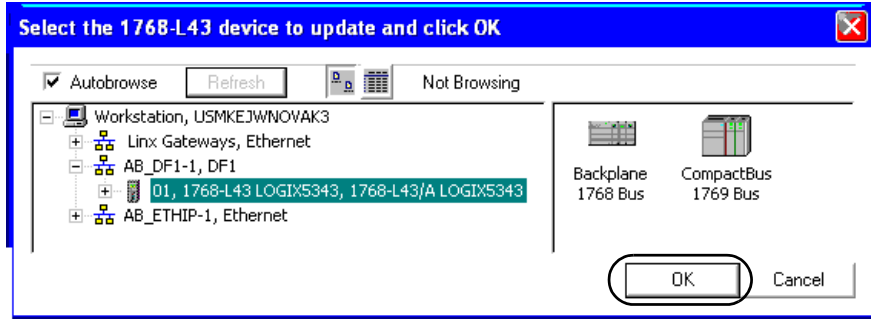 Select the 1768-L43 device to update and click OK
Autobrowse Refresh Not Browsing
Workstation, USMKEJWNOVAK3
Linx Gateways, Ethernet
AB_DF1-1, DF1
01, 1768-L43 LOGIX5343, 1768-L43/A LOGIX5343
AB_ETHIP-1, Ethernet
Backplane
1768 Bus
CompactBus
1769 Bus
OK Cancel